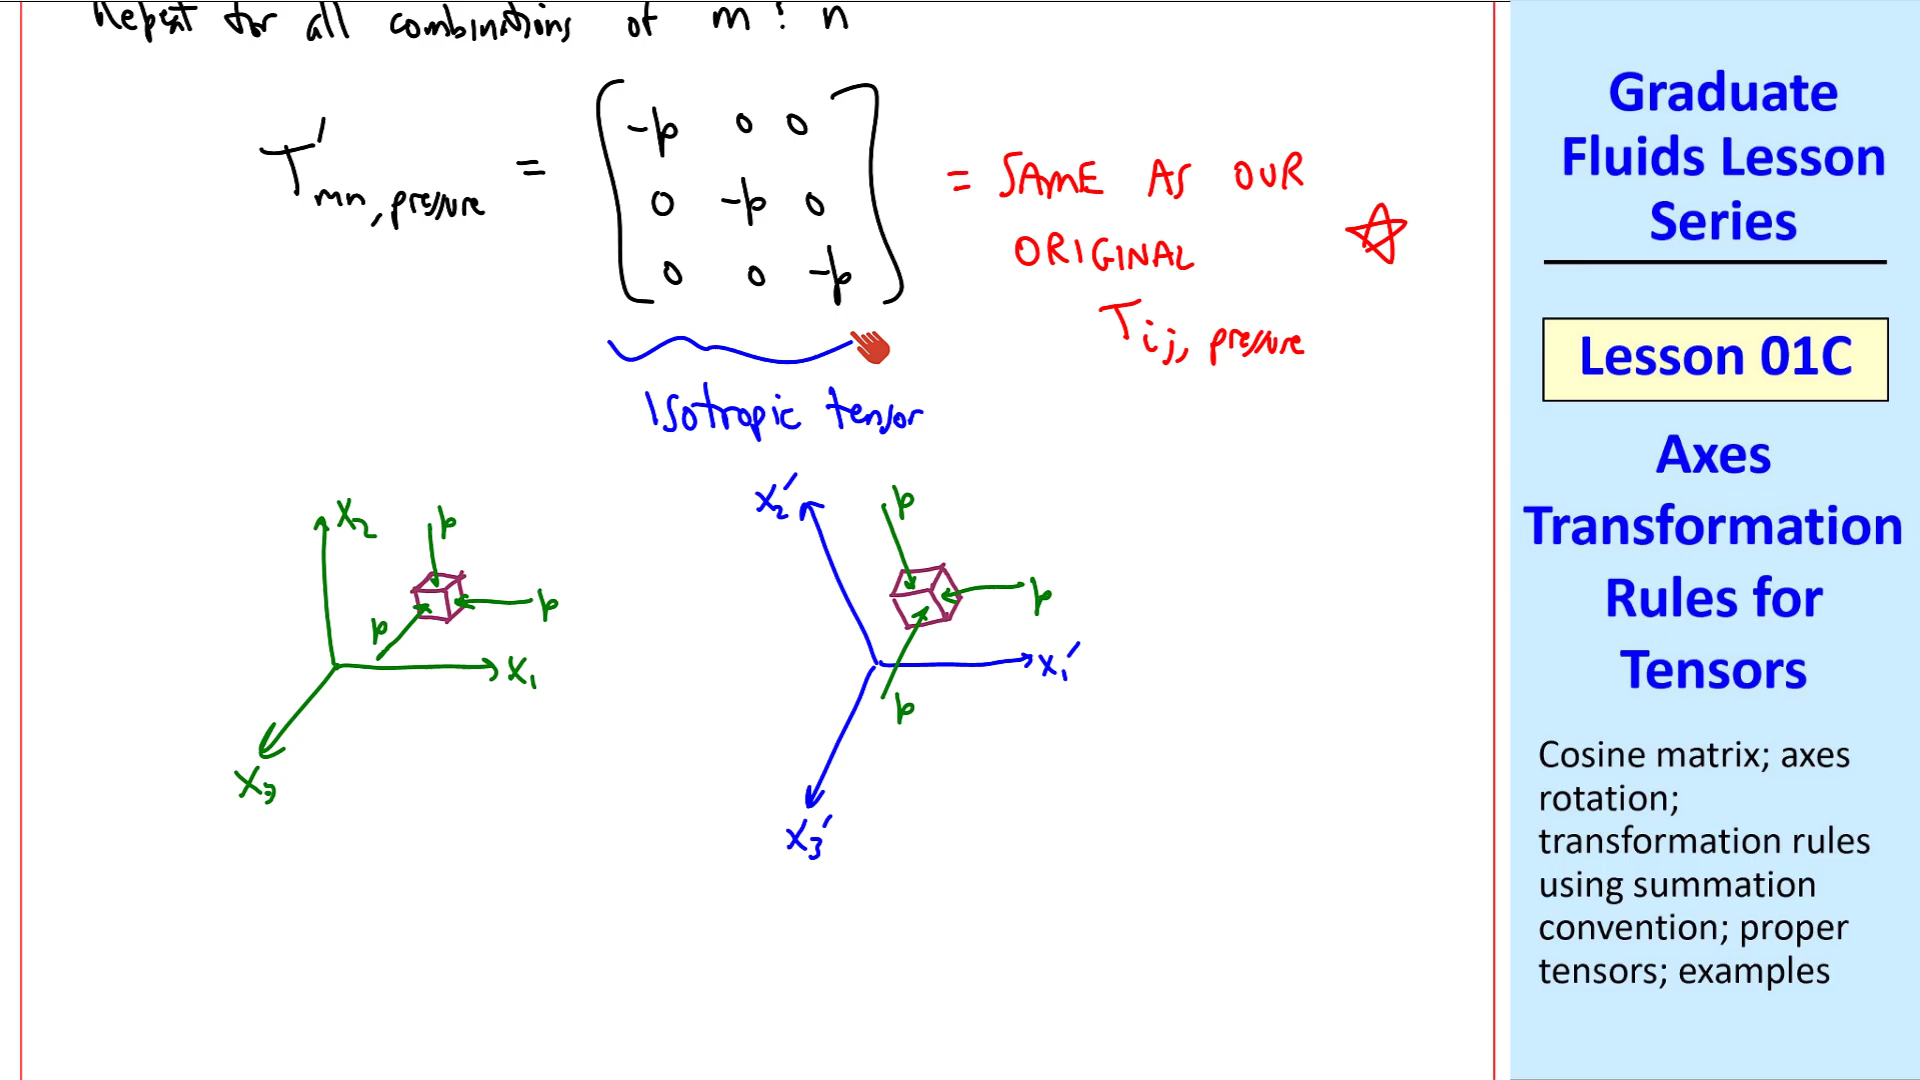 Repeat for all combinations of m & n
T'mn, pressure = [-p 0 0
0 -p 0
0 0 -p]
= SAME AS OUR
ORIGINAL
Tij, pressure
Isotropic tensor
x2
p
p
p
x1
x3
x2'
p
p
x1'
p
x3'
Graduate
Fluids Lesson
Series
Lesson 01C
Axes
Transformation
Rules for
Tensors
Cosine matrix; axes
rotation;
transformation rules
using summation
convention; proper
tensors; examples